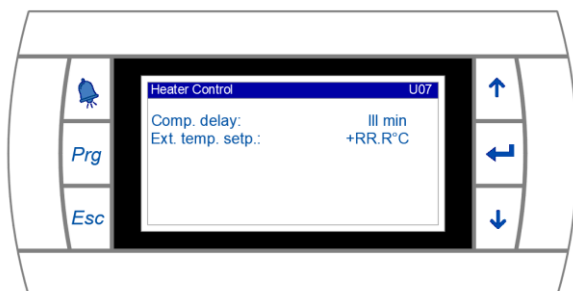 Heater Control U07
Comp. delay: lll min
Ext. temp. setp.: +RR.R°C
Prg
Esc